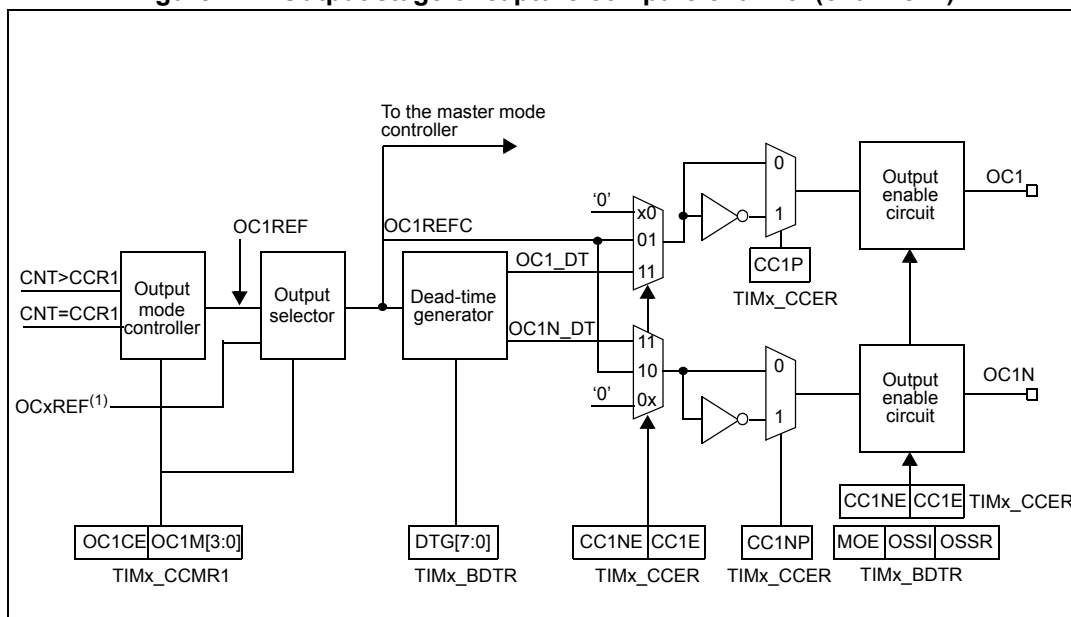 To the master mode
controller
'0'
x0
01
11
0
1
OC1REF
OC1REFC
OC1_DT
CNT>CCR1
CNT=CCR1
Output
mode
controller
Output
selector
Dead-time
generator
OC1N_DT
CC1P
TIMx_CCER
Output
enable
circuit
OC1
11
10
0x
'0'
0
1
Output
enable
circuit
OC1N
OCxREF(1)
OC1CE OC1M[3:0]
TIMx_CCMR1
DTG[7:0]
TIMx_BDTR
CC1NE CC1E
TIMx_CCER
CC1NP
TIMx_CCER
CC1NE CC1E TIMx_CCER
MOE OSSI OSSR
TIMx_BDTR